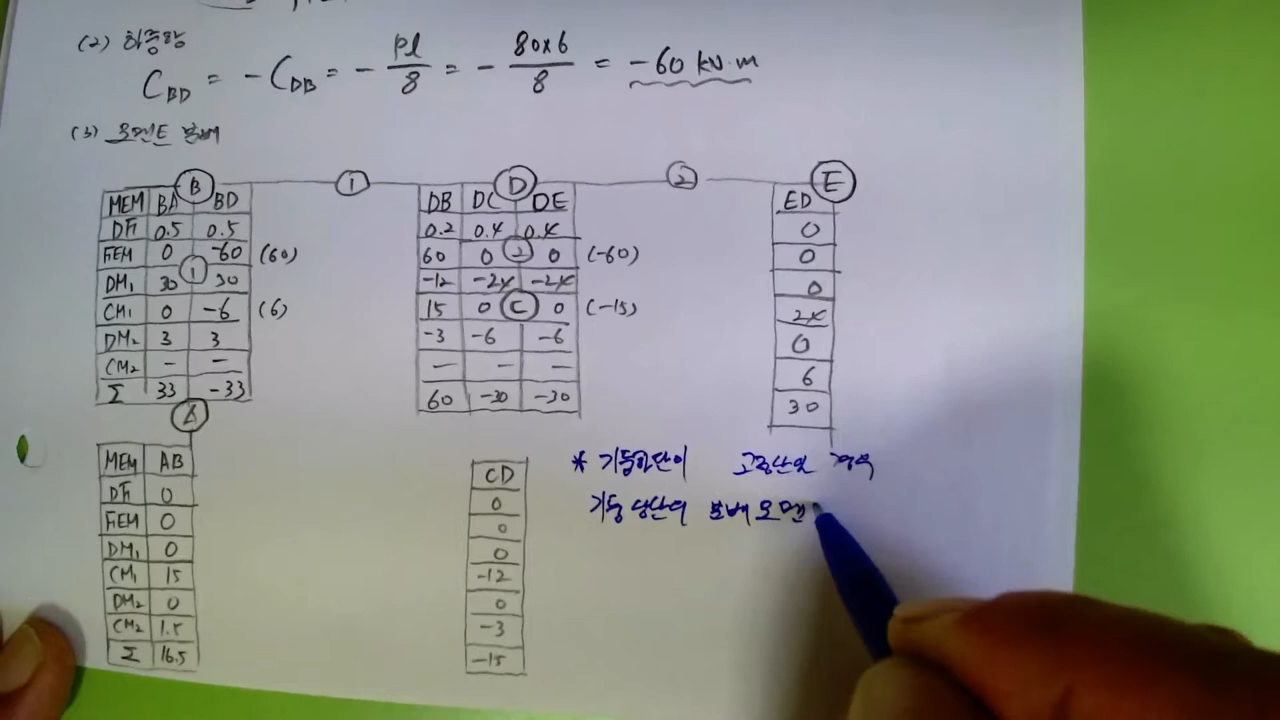 (2) 하중항
C_BD = -C_DB = - Pl/8 = - 80×6/8 = -60 kN·m
(3) 모멘트 분배
B ① D ② E
MEM BA BD
DF 0.5 0.5
FEM 0 -60 (60)
①
DM₁ 30 30
CM₁ 0 -6 (6)
DM₂ 3 3
CM₂ - -
Σ 33 -33
DB DC DE
0.2 0.4 0.4
60 0 ② 0 (-60)
-12 -24 -24
15 0 C 0 (-15)
-3 -6 -6
- - -
60 -30 -30
ED
0
0
0
24
0
6
30
A
MEM AB
DF 0
FEM 0
DM₁ 0
CM₁ 15
DM₂ 0
CM₂ 1.5
Σ 16.5
CD
0
0
0
-12
0
-3
-15
* 기둥하단이 고정단일 경우
기둥 상단의 분배모멘